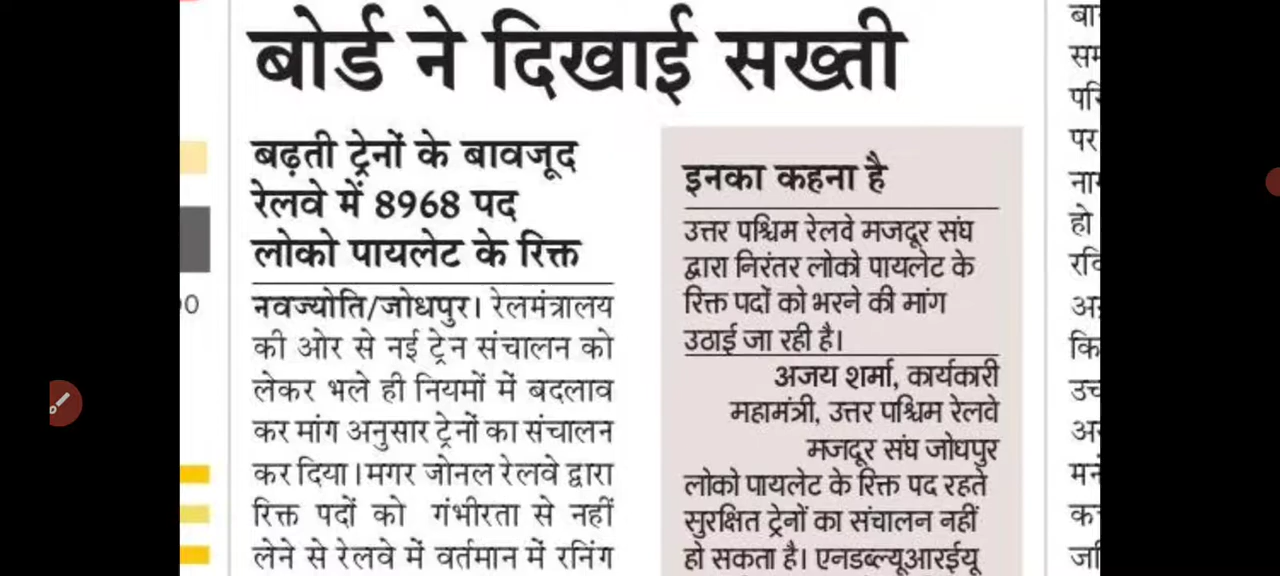 बोर्ड ने दिखाई सख्ती
बढ़ती ट्रेनों के बावजूद
रेलवे में 8968 पद
लोको पायलेट के रिक्त
नवज्योति/जोधपुर। रेलमंत्रालय
की ओर से नई ट्रेन संचालन को
लेकर भले ही नियमों में बदलाव
कर मांग अनुसार ट्रेनों का संचालन
कर दिया। मगर जोनल रेलवे द्वारा
रिक्त पदों को गंभीरता से नहीं
लेने से रेलवे में वर्तमान में रनिंग
इनका कहना है
उत्तर पश्चिम रेलवे मजदूर संघ
द्वारा निरंतर लोको पायलेट के
रिक्त पदों को भरने की मांग
उठाई जा रही है।
अजय शर्मा, कार्यकारी
महामंत्री, उत्तर पश्चिम रेलवे
मजदूर संघ जोधपुर
लोको पायलेट के रिक्त पद रहते
सुरक्षित ट्रेनों का संचालन नहीं
हो सकता है। एनडब्ल्यूआरईयू
पर
हो